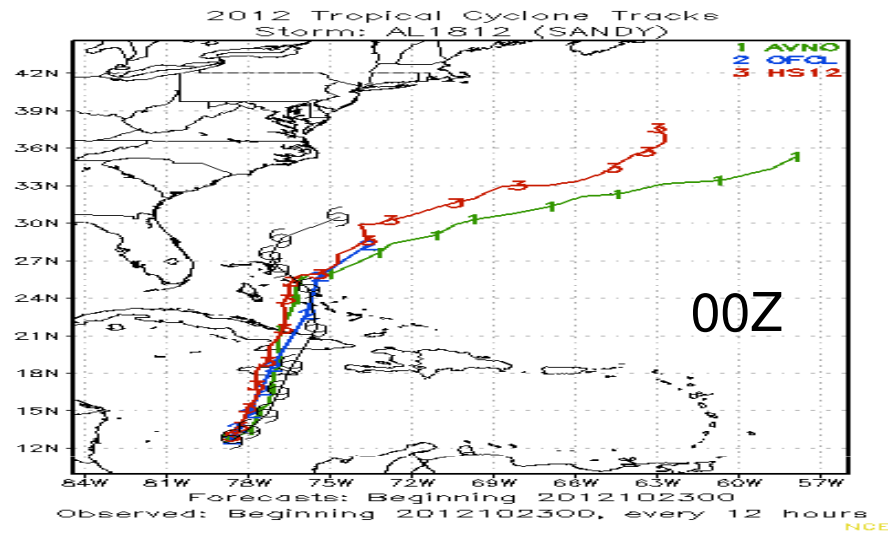 2012 Tropical Cyclone Tracks
Storm: AL1812 (SANDY)
1 AVNO
2 OFCL
3 HS12
42N
39N
36N
33N
30N
27N
24N
21N
18N
15N
12N
00Z
84W 81W 78W 75W 72W 69W 66W 63W 60W 57W
Forecasts: Beginning 2012102300
Observed: Beginning 2012102300, every 12 hours
NCE